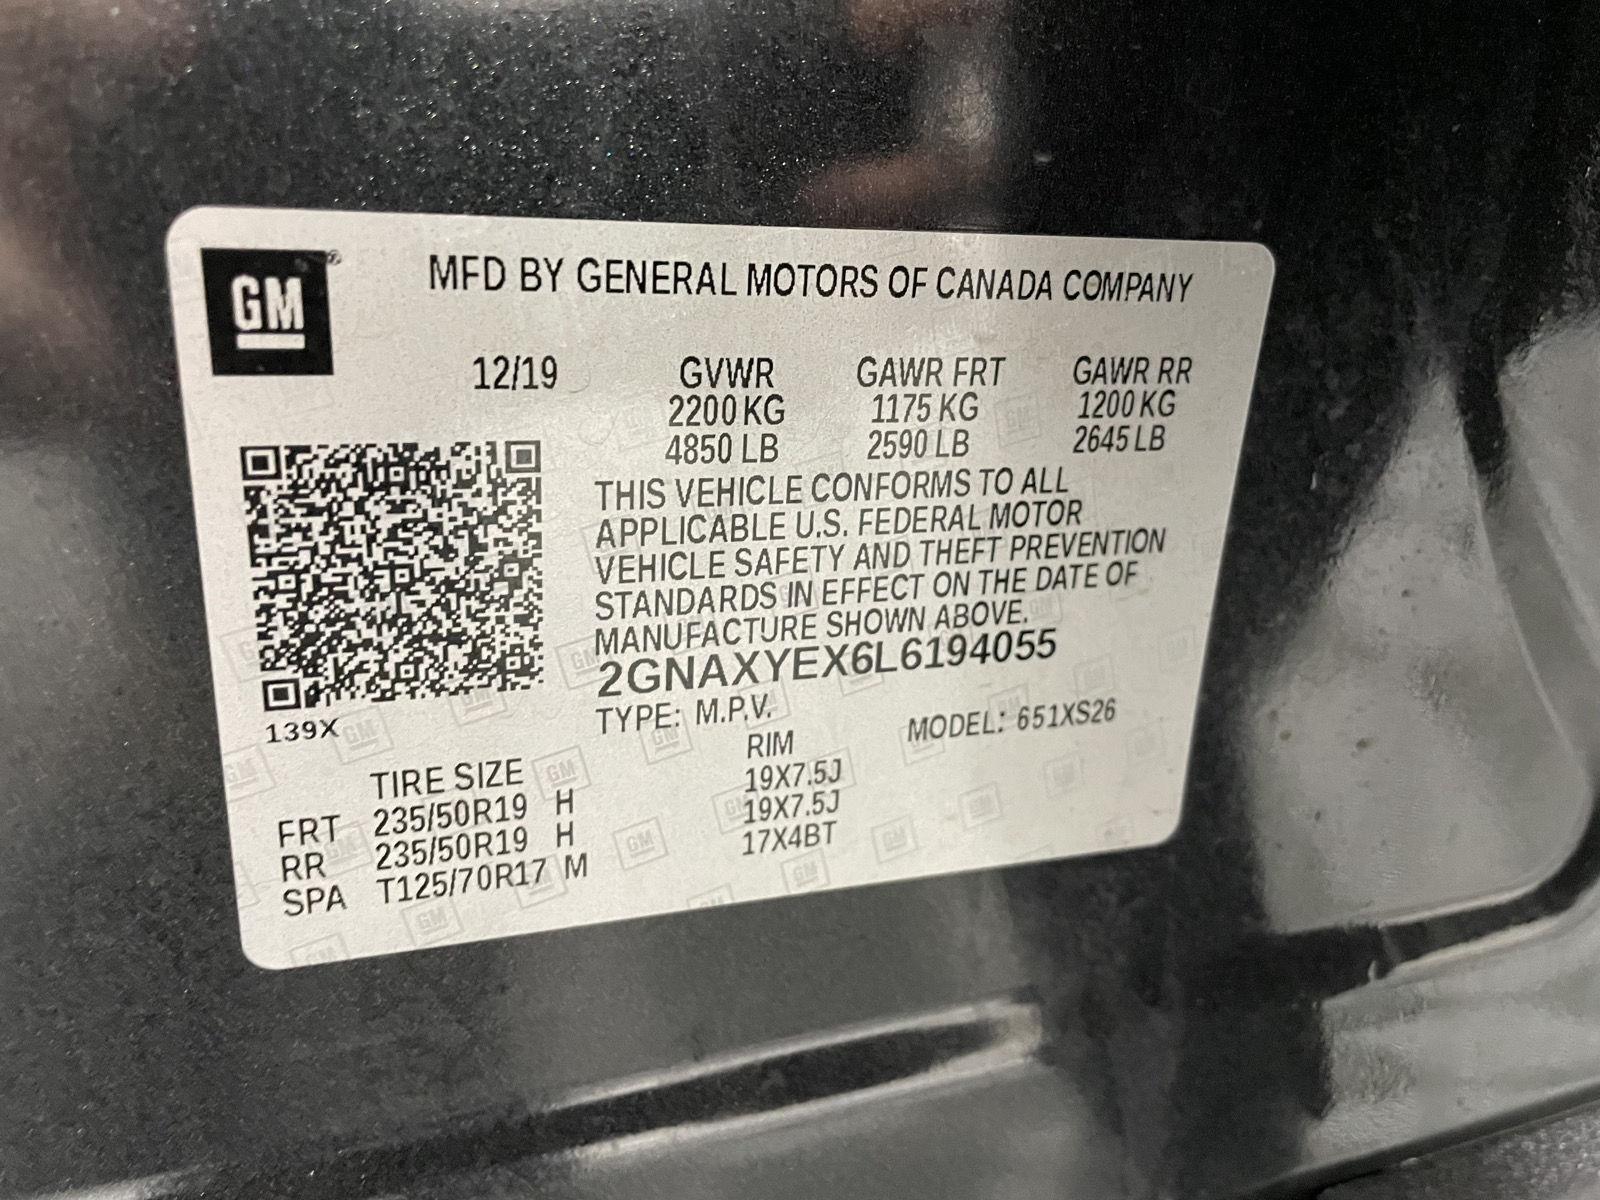 GM®
MFD BY GENERAL MOTORS OF CANADA COMPANY
12/19 GVWR GAWR FRT GAWR RR
2200 KG 1175 KG 1200 KG
4850 LB 2590 LB 2645 LB
THIS VEHICLE CONFORMS TO ALL
APPLICABLE U.S. FEDERAL MOTOR
VEHICLE SAFETY AND THEFT PREVENTION
STANDARDS IN EFFECT ON THE DATE OF
MANUFACTURE SHOWN ABOVE.
2GNAXYEX6L6194055
139X
TYPE: M.P.V. MODEL: 651XS26
TIRE SIZE RIM
FRT 235/50R19 H 19X7.5J
RR 235/50R19 H 19X7.5J
SPA T125/70R17 M 17X4BT